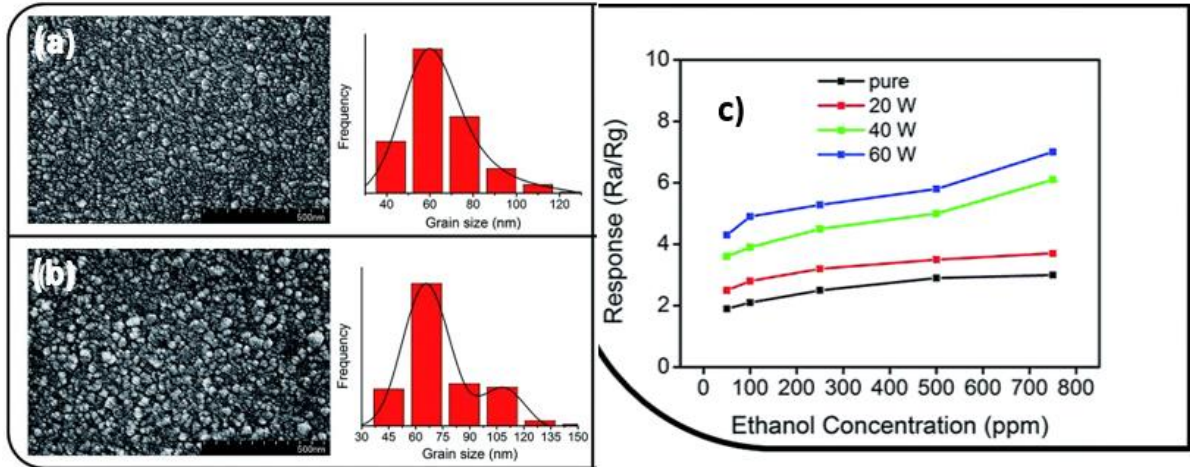 (a)
500nm
Frequency
40 60 80 100 120
Grain size (nm)
(b)
500nm
Frequency
30 45 60 75 90 105 120 135 150
Grain size (nm)
c)
pure
20 W
40 W
60 W
10
8
6
4
2
0
Response (Ra/Rg)
0 100 200 300 400 500 600 700 800
Ethanol Concentration (ppm)